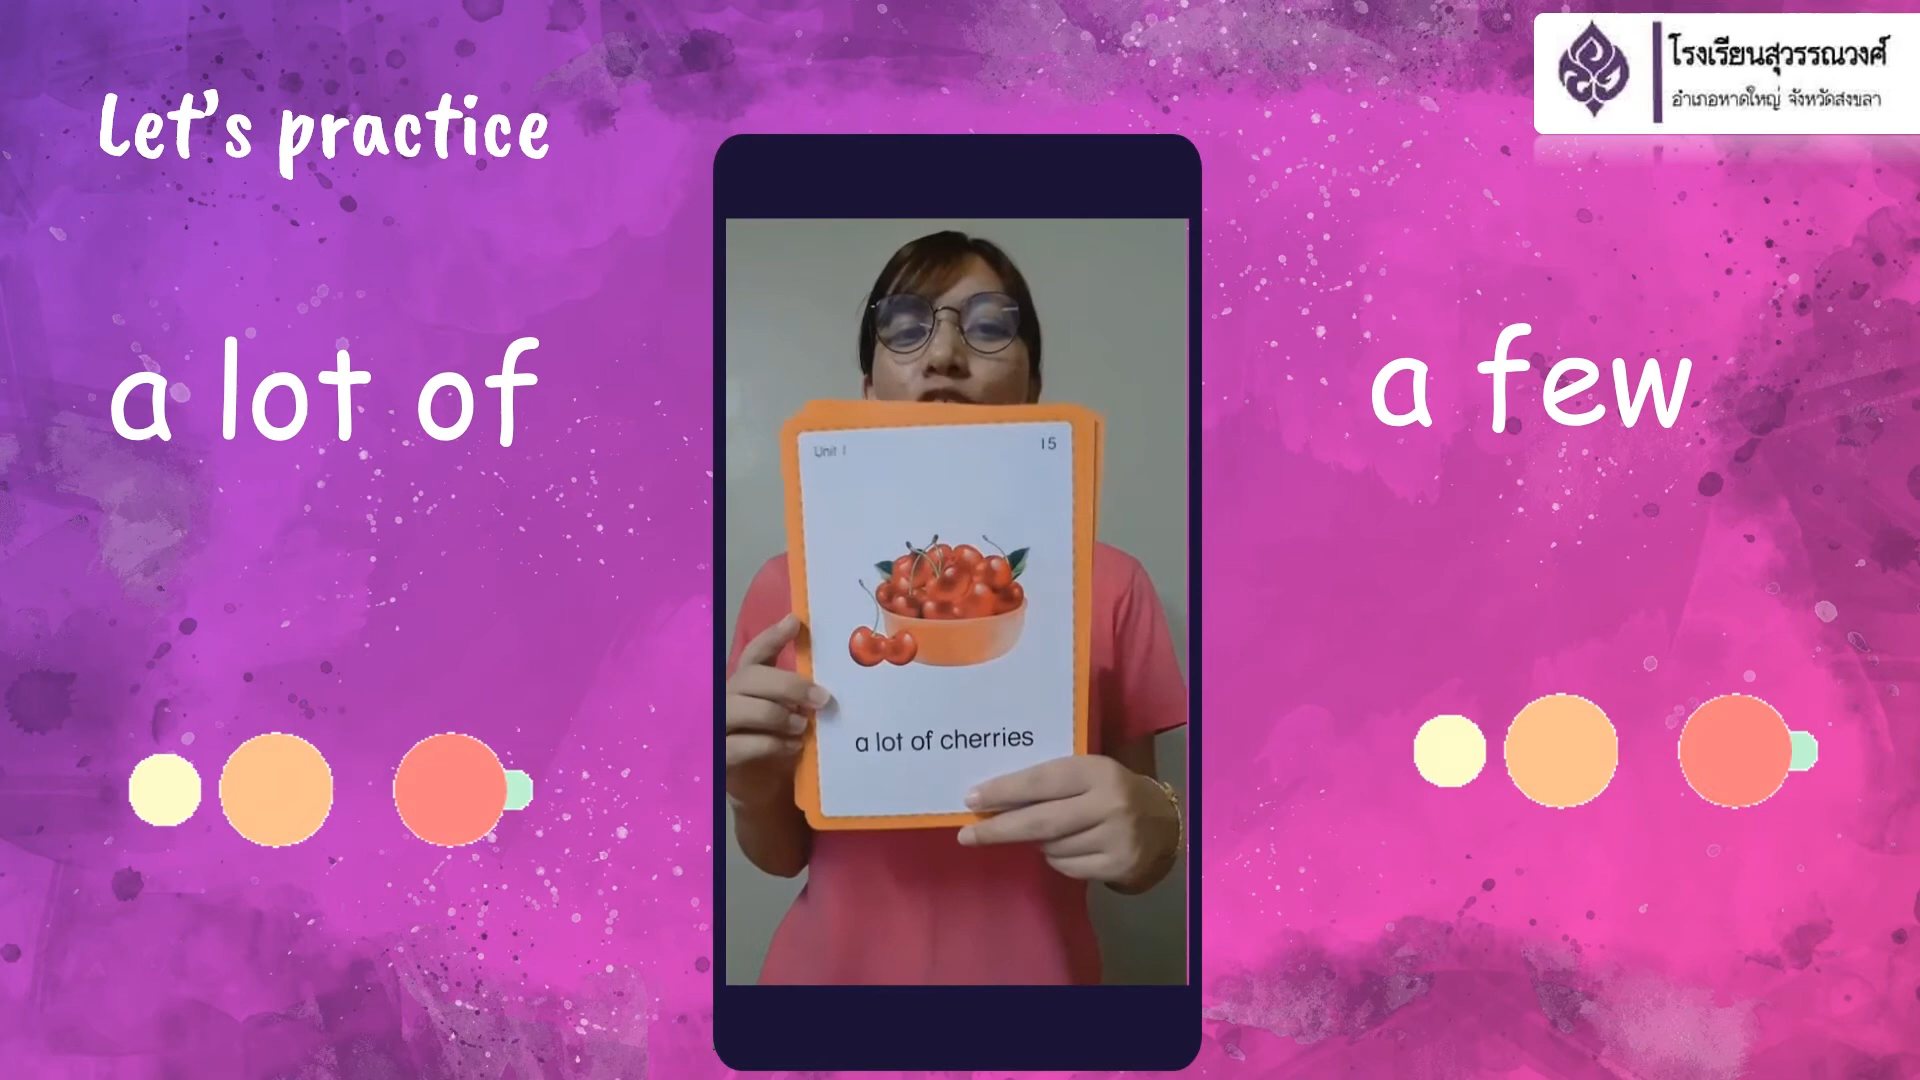 โรงเรียนสุวรรณวงศ์
อำเภอหาดใหญ่ จังหวัดสงขลา
Let's practice
a lot of
a few
Unit 1
15
a lot of cherries